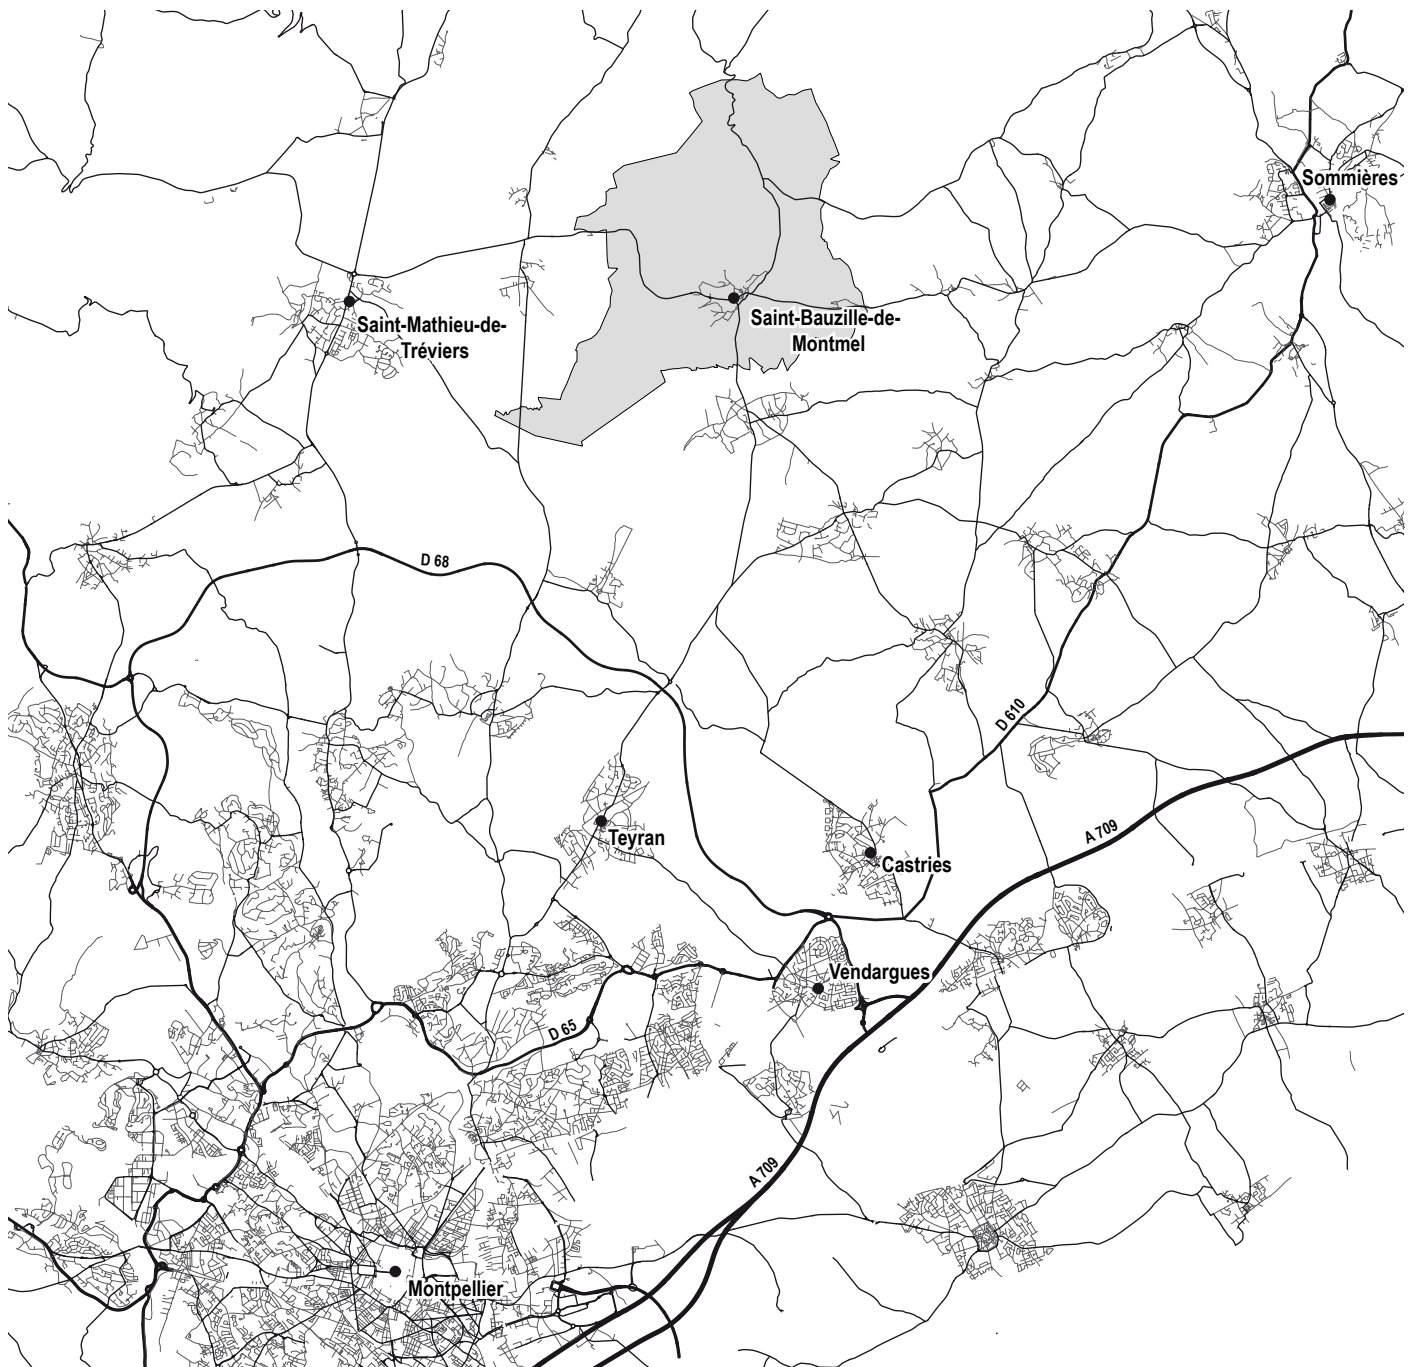 Sommières
Saint-Mathieu-de-
Tréviers
Saint-Bauzille-de-
Montmel
D 68
D 610
A 709
Teyran
Castries
Vendargues
D 65
A 709
Montpellier